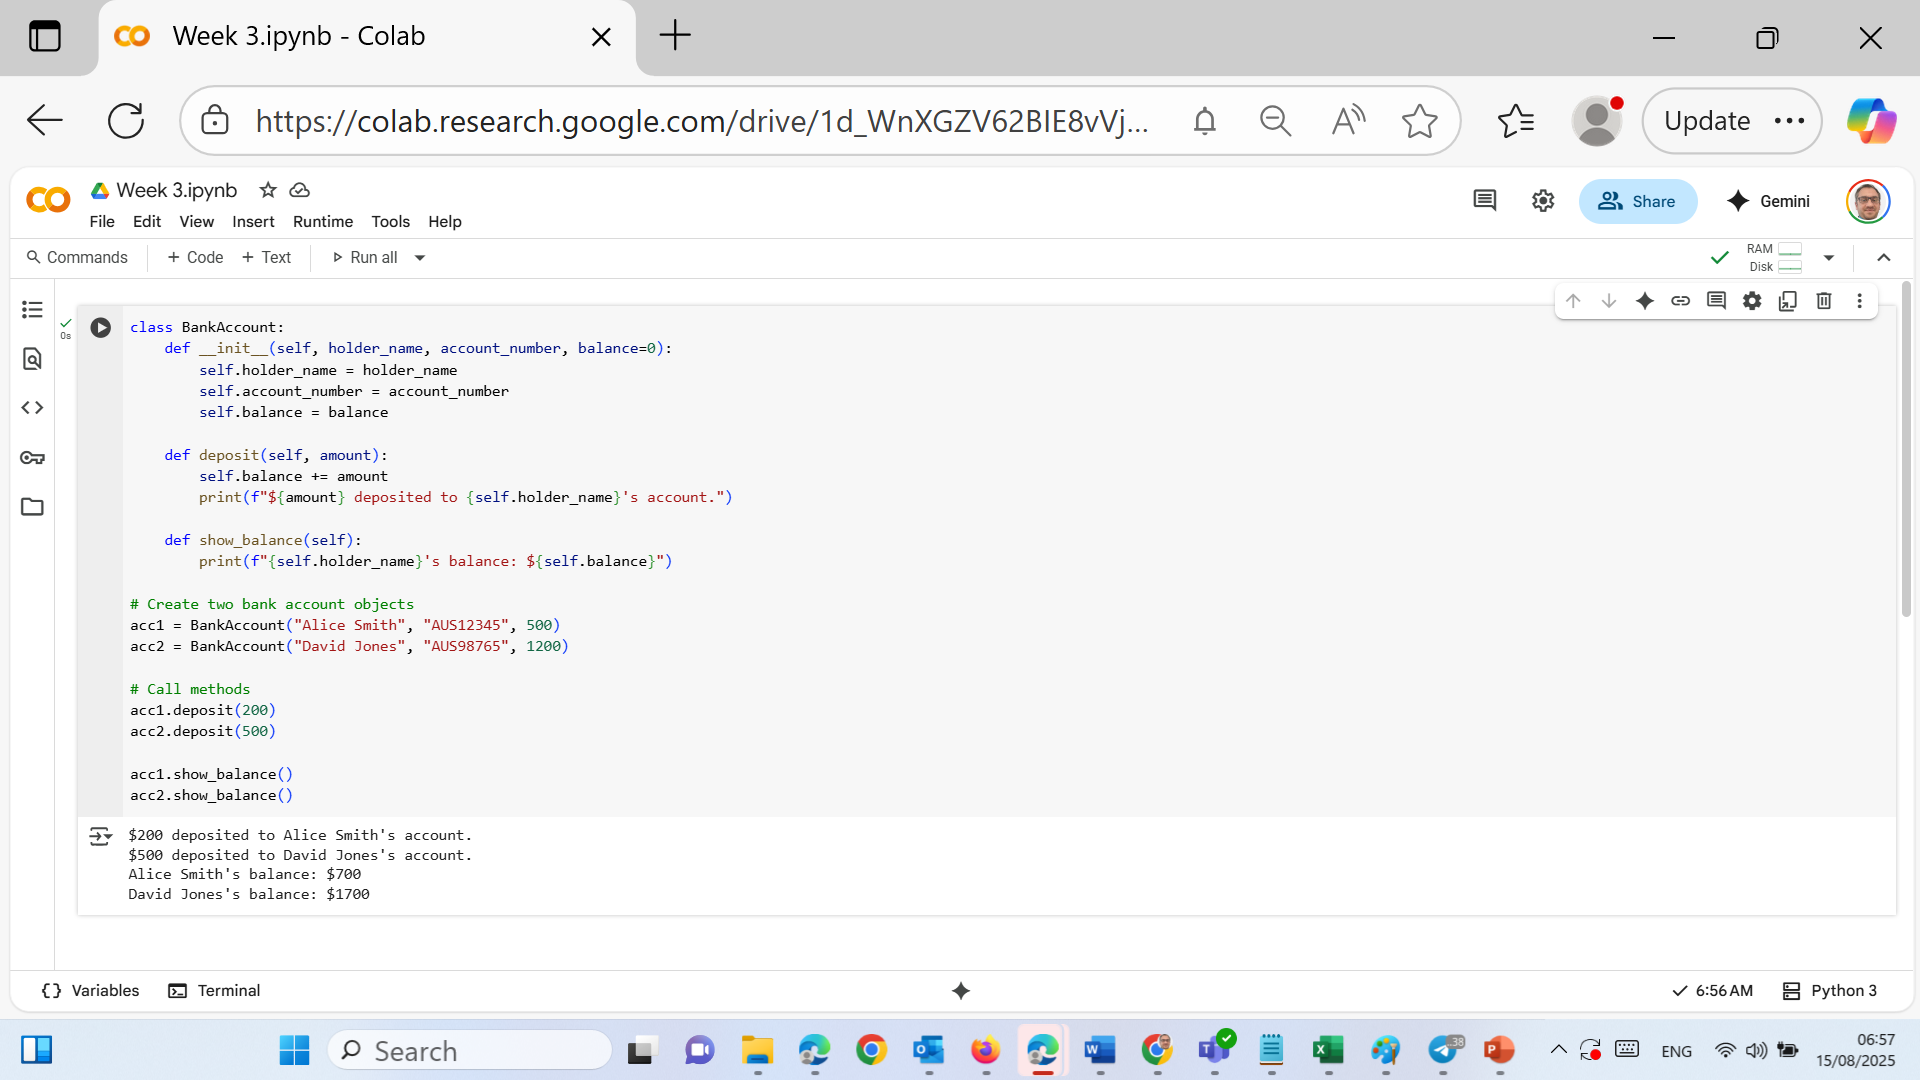 Week 3.ipynb - Colab
https://colab.research.google.com/drive/1d_WnXGZV62BIE8vVj...
Update
Week 3.ipynb
File Edit View Insert Runtime Tools Help
Share
Gemini
Commands + Code + Text Run all
RAM
Disk
0s
class BankAccount:
    def __init__(self, holder_name, account_number, balance=0):
        self.holder_name = holder_name
        self.account_number = account_number
        self.balance = balance
    def deposit(self, amount):
        self.balance += amount
        print(f"${amount} deposited to {self.holder_name}'s account.")
    def show_balance(self):
        print(f"{self.holder_name}'s balance: ${self.balance}")
# Create two bank account objects
acc1 = BankAccount("Alice Smith", "AUS12345", 500)
acc2 = BankAccount("David Jones", "AUS98765", 1200)
# Call methods
acc1.deposit(200)
acc2.deposit(500)
acc1.show_balance()
acc2.show_balance()
$200 deposited to Alice Smith's account.
$500 deposited to David Jones's account.
Alice Smith's balance: $700
David Jones's balance: $1700
Variables Terminal
6:56 AM Python 3
Search
38
ENG
06:57
15/08/2025